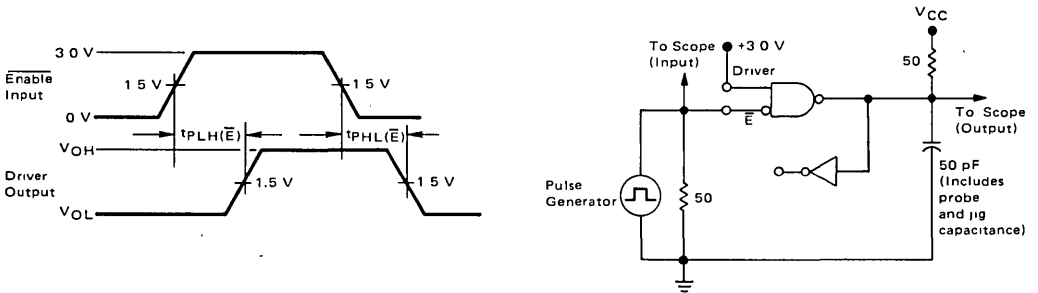 3 0 V
Enable
Input
1 5 V
1 5 V
0 V
tPLH(E)
tPHL(E)
VOH
Driver
Output
1.5 V
1 5 V
VOL
VCC
50
To Scope
(Input)
+3 0 V
Driver
E
To Scope
(Output)
Pulse
Generator
50
50 pF
(Includes
probe
and jig
capacitance)